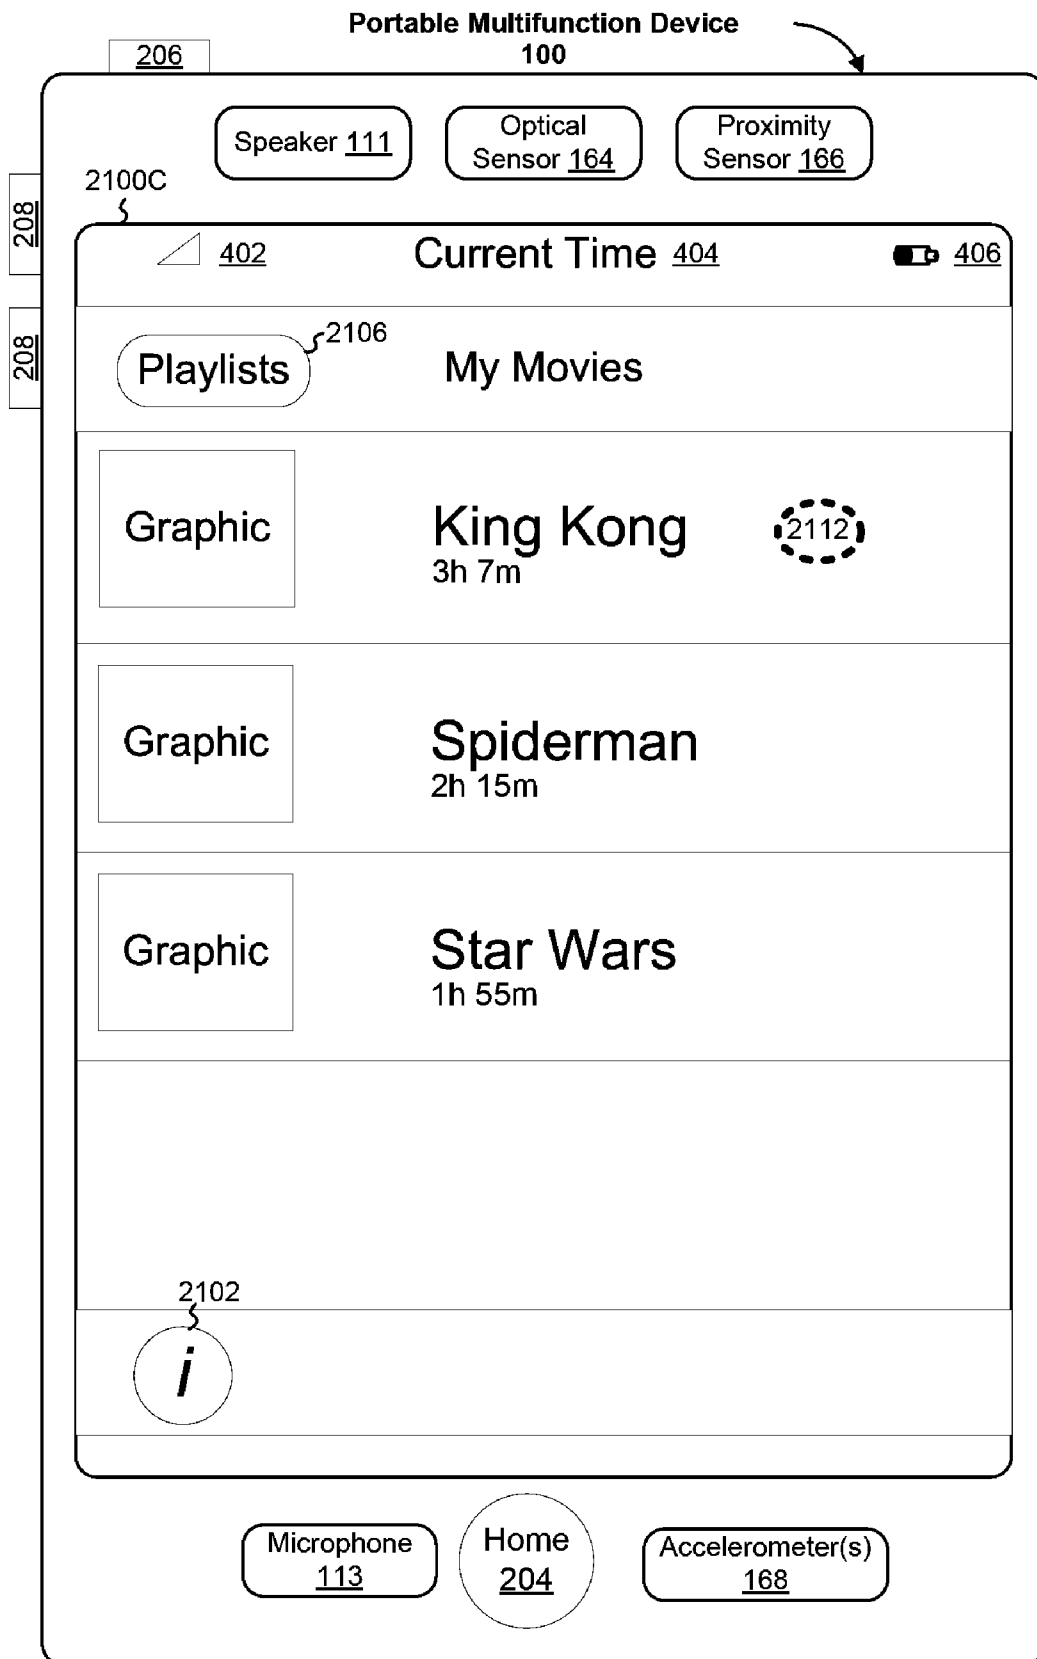 Portable Multifunction Device
100
206
Speaker 111
Optical
Sensor 164
Proximity
Sensor 166
2100C
208
208
402
Current Time 404
406
Playlists
2106
My Movies
Graphic
King Kong
3h 7m
2112
Graphic
Spiderman
2h 15m
Graphic
Star Wars
1h 55m
2102
i
Microphone
113
Home
204
Accelerometer(s)
168